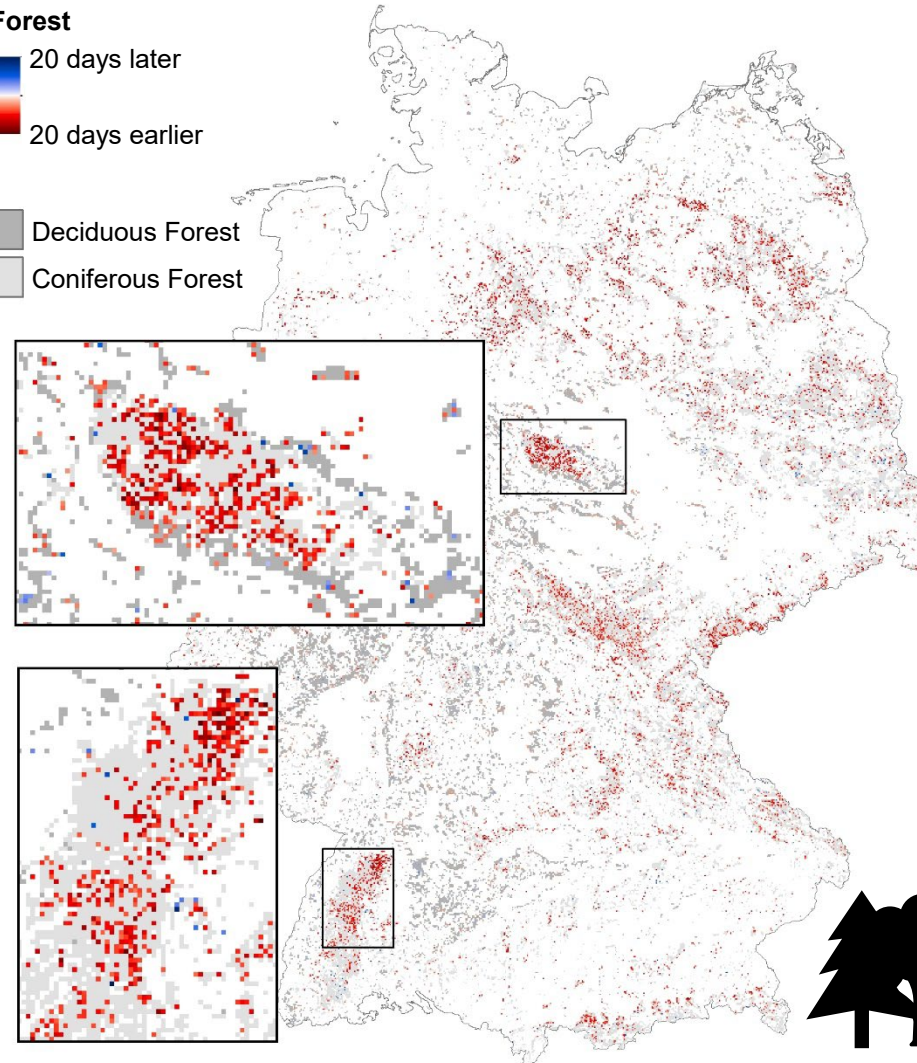 Forest
20 days later
20 days earlier
Deciduous Forest
Coniferous Forest